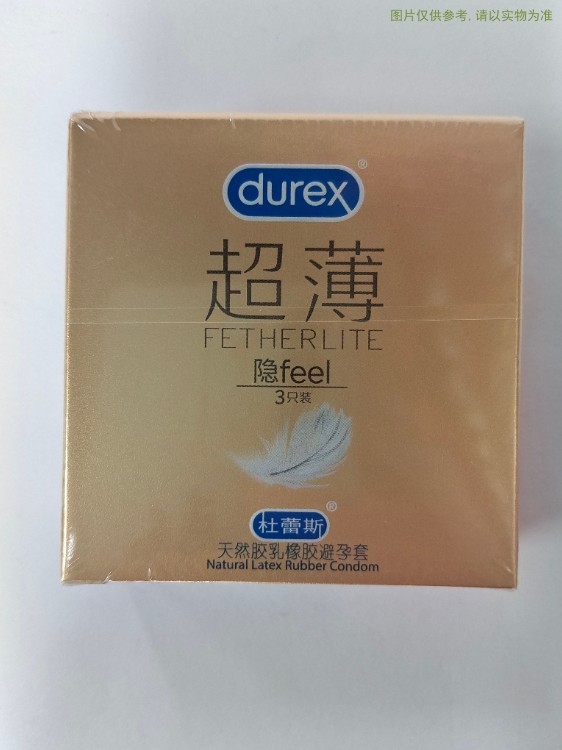 图片仅供参考, 请以实物为准
durex®
超薄
FETHERLITE
隐feel
3只装
杜蕾斯®
天然胶乳橡胶避孕套
Natural Latex Rubber Condom